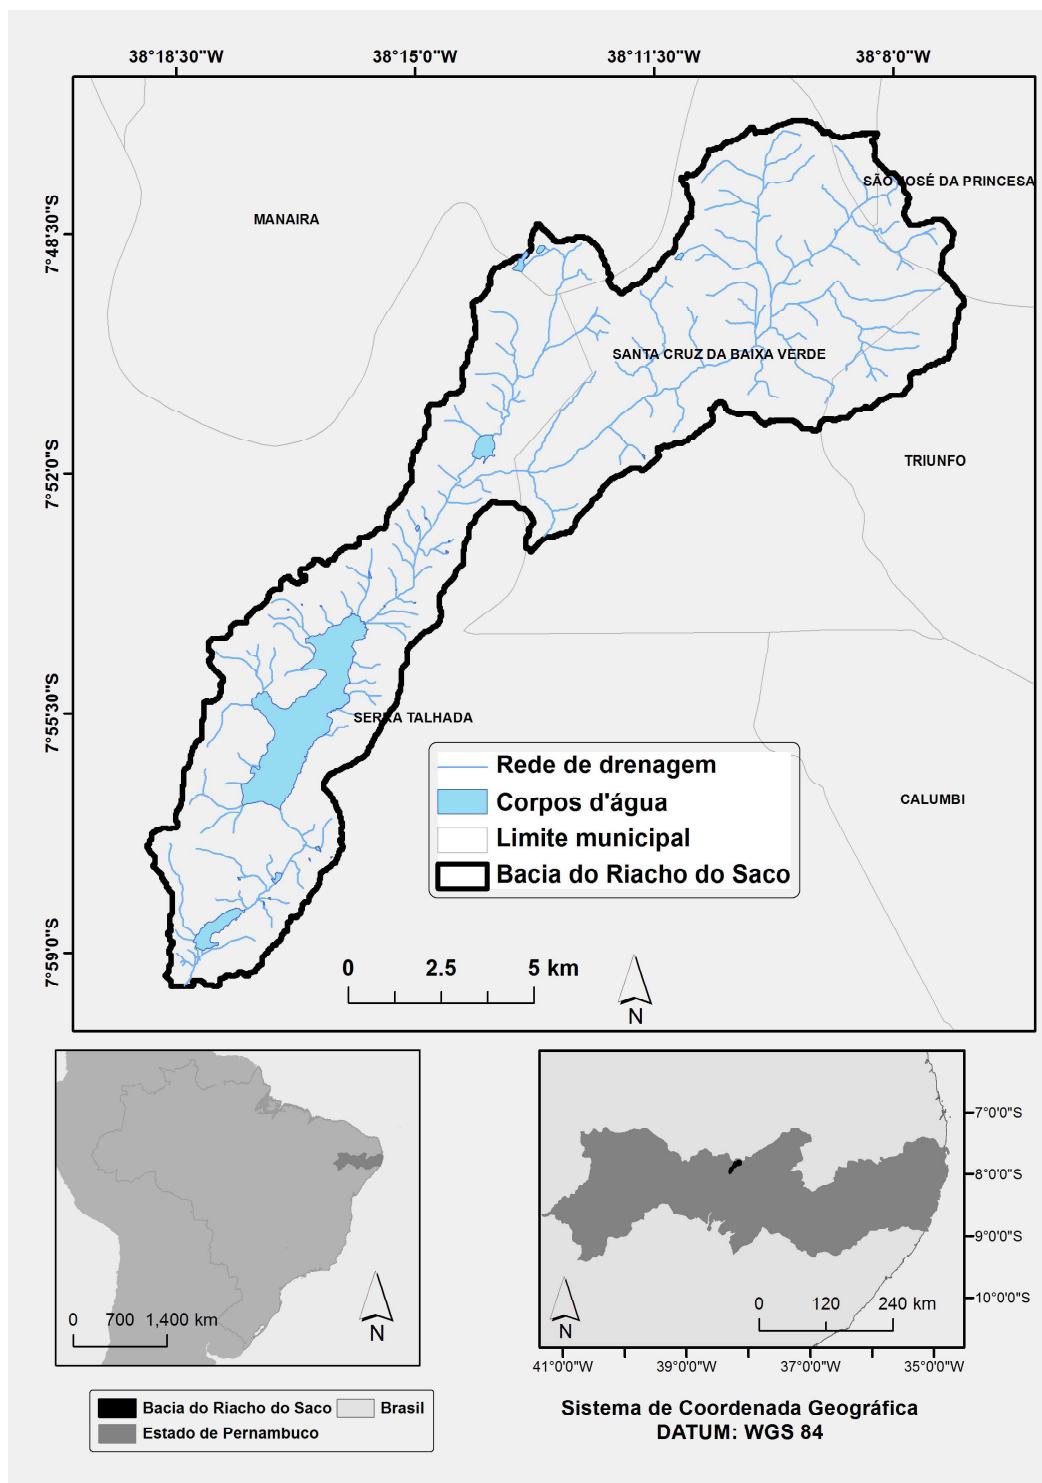 38°18'30"W 38°15'0"W 38°11'30"W 38°8'0"W
7°48'30"S
7°52'0"S
7°55'30"S
7°59'0"S
SÃO JOSÉ DA PRINCESA
MANAIRA
SANTA CRUZ DA BAIXA VERDE
TRIUNFO
SERRA TALHADA
CALUMBI
Rede de drenagem
Corpos d'água
Limite municipal
Bacia do Riacho do Saco
0 2.5 5 km
N
0 700 1,400 km
N
7°0'0"S
8°0'0"S
9°0'0"S
10°0'0"S
0 120 240 km
N
41°0'0"W 39°0'0"W 37°0'0"W 35°0'0"W
Bacia do Riacho do Saco Brasil
Estado de Pernambuco
Sistema de Coordenada Geográfica
DATUM: WGS 84